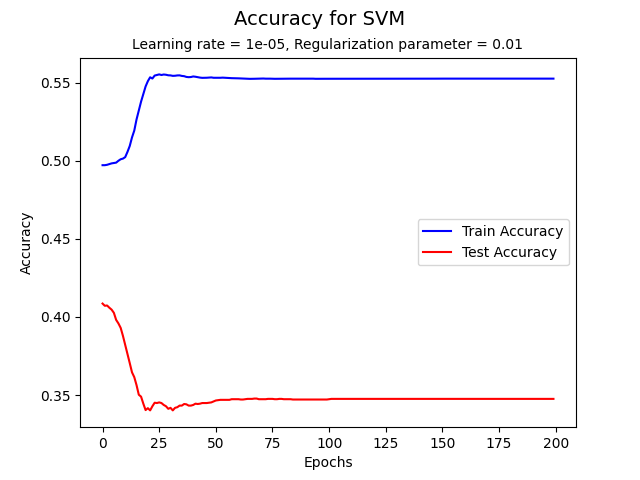 Accuracy for SVM
Learning rate = 1e-05, Regularization parameter = 0.01
0.55
0.50
0.45
0.40
0.35
Accuracy
Train Accuracy
Test Accuracy
0 25 50 75 100 125 150 175 200
Epochs